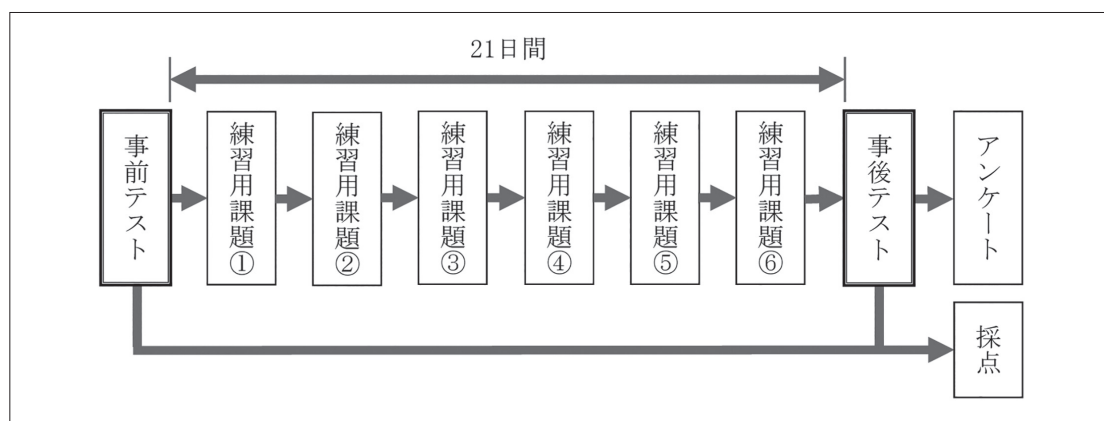 21日間
事前テスト
練習用課題①
練習用課題②
練習用課題③
練習用課題④
練習用課題⑤
練習用課題⑥
事後テスト
アンケート
採点